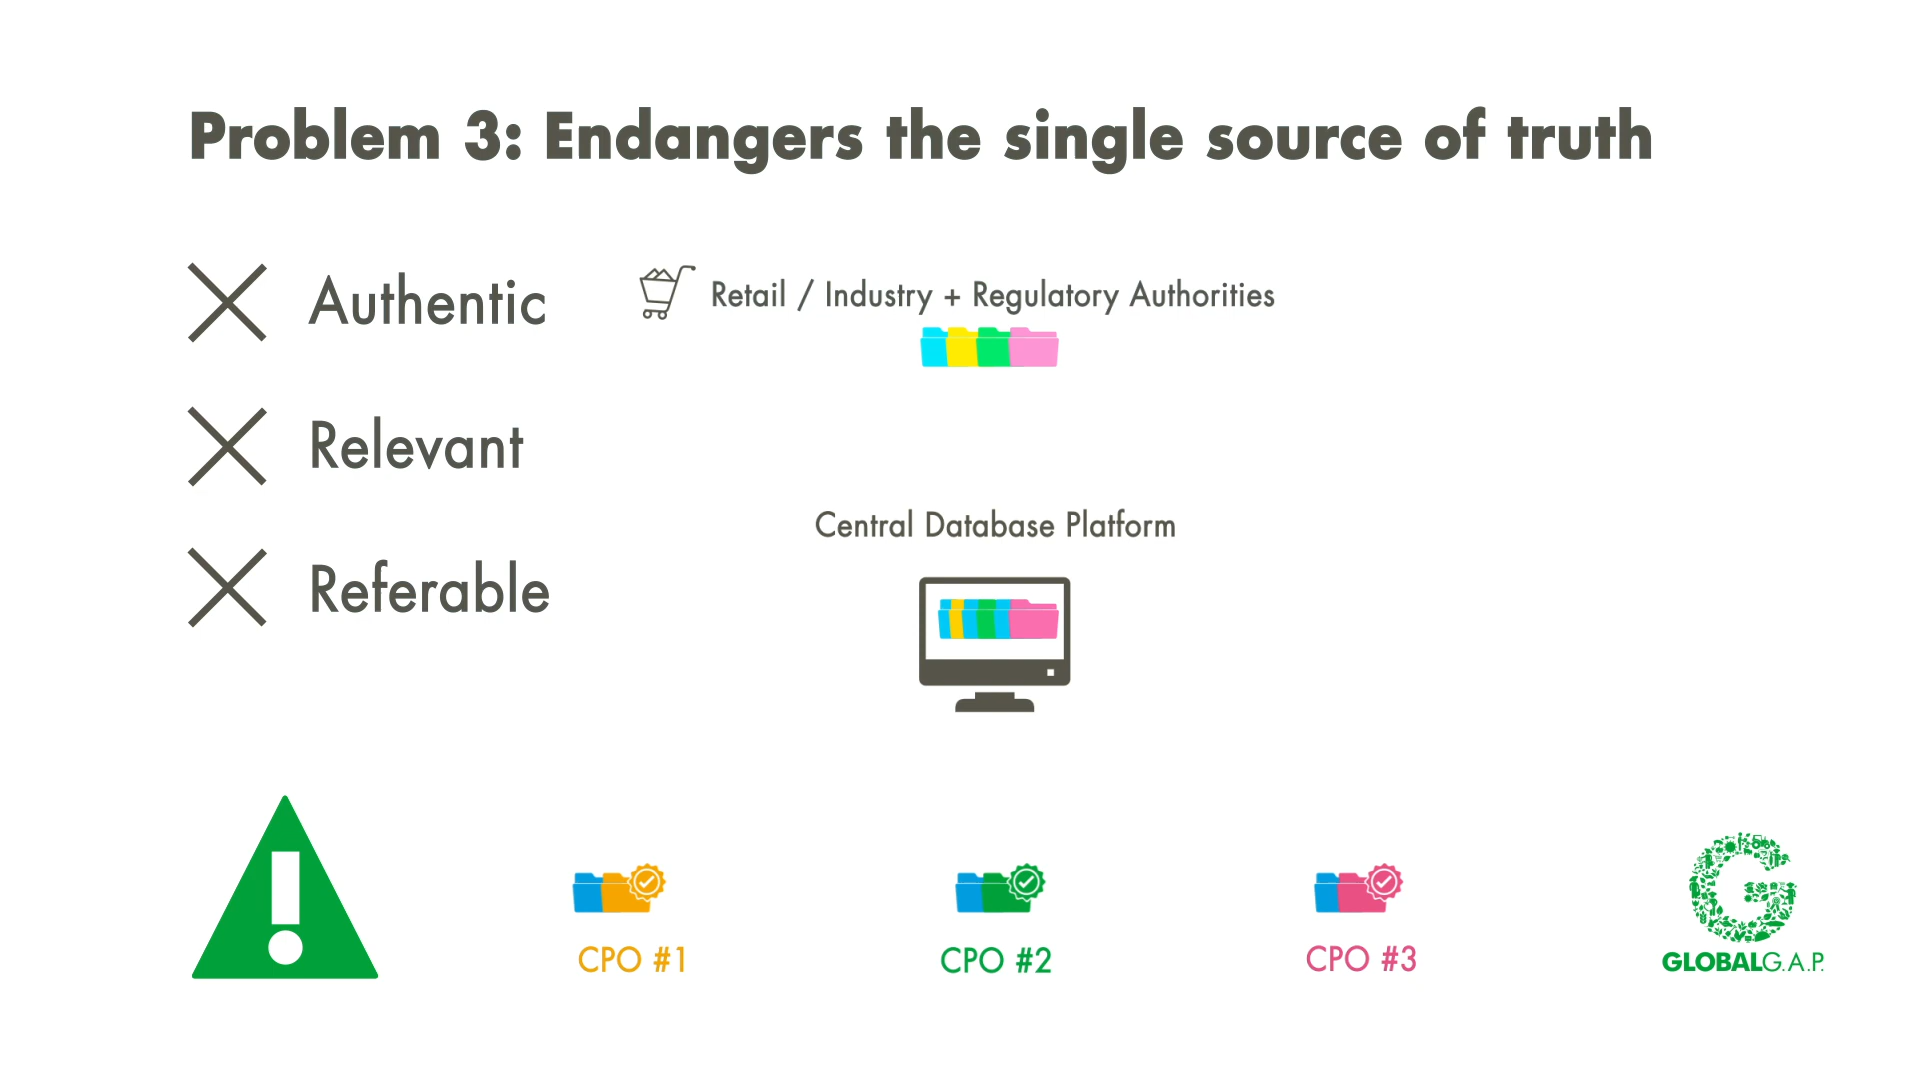 Problem 3: Endangers the single source of truth
Authentic
Retail / Industry + Regulatory Authorities
Relevant
Central Database Platform
Referable
CPO #1
CPO #2
CPO #3
GLOBALG.A.P.